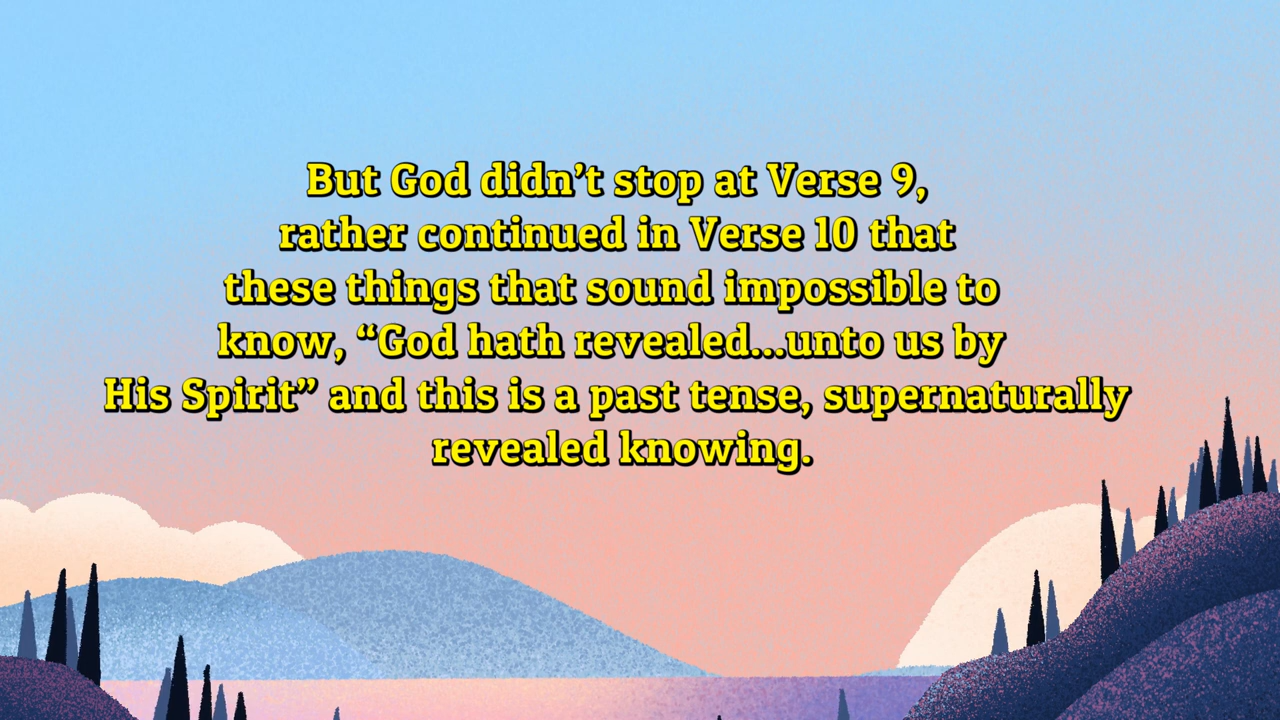 But God didn’t stop at Verse 9,
rather continued in Verse 10 that
these things that sound impossible to
know, “God hath revealed...unto us by
His Spirit” and this is a past tense, supernaturally
revealed knowing.